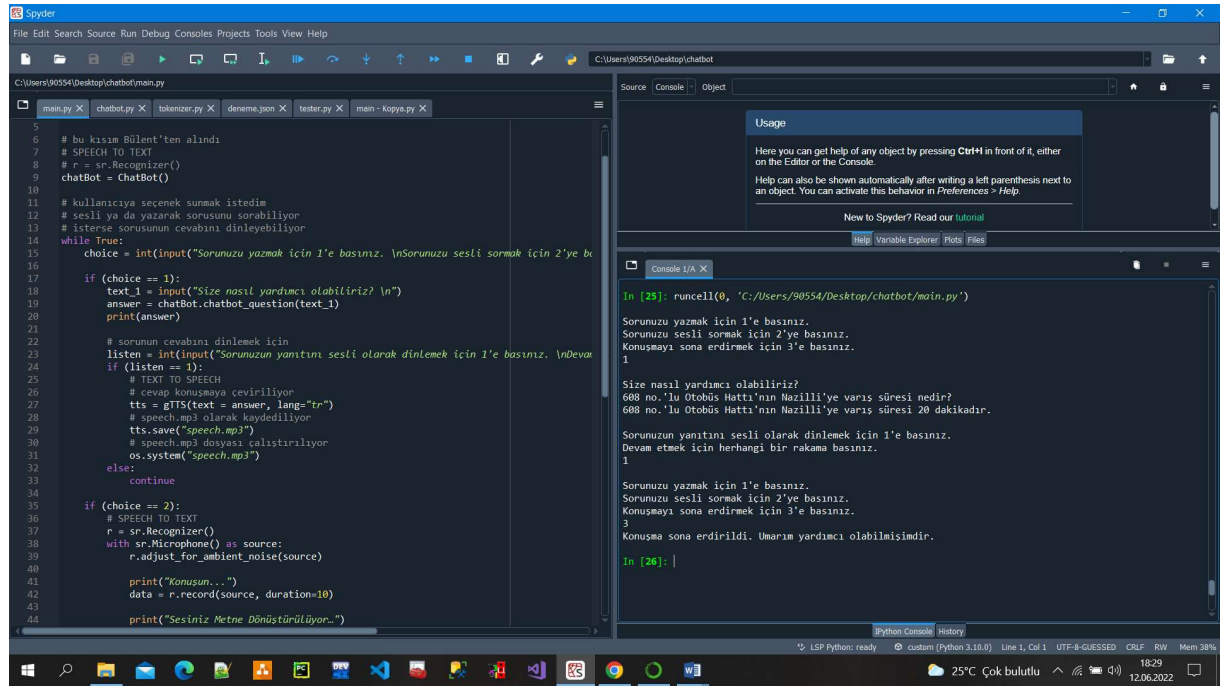 Spyder
File Edit Search Source Run Debug Consoles Projects Tools View Help
C:\Users\90554\Desktop\chatbot
C:\Users\90554\Desktop\chatbot\main.py
main.py chatbot.py tokenizer.py deneme.json tester.py main - Kopya.py
5
6 # bu kısım Bülent'ten alındı
7 # SPEECH TO TEXT
8 # r = sr.Recognizer()
9 chatBot = ChatBot()
10
11 # kullanıcıya seçenek sunmak istedim
12 # sesli ya da yazarak sorusunu sorabiliyor
13 # isterse sorusunun cevabını dinleyebiliyor
14 while True:
15 choice = int(input("Sorunuzu yazmak için 1'e basınız. \nSorunuzu sesli sormak için 2'ye ba
16
17 if (choice == 1):
18 text_1 = input("Size nasıl yardımcı olabiliriz? \n")
19 answer = chatBot.chatbot_question(text_1)
20 print(answer)
21
22 # sorunun cevabını dinlemek için
23 listen = int(input("Sorunuzun yanıtını sesli olarak dinlemek için 1'e basınız. \nDevam
24 if (listen == 1):
25 # TEXT TO SPEECH
26 # cevap konuşmaya çeviriliyor
27 tts = gTTS(text = answer, lang="tr")
28 # speech.mp3 olarak kaydediliyor
29 tts.save("speech.mp3")
30 # speech.mp3 dosyası çalıştırılıyor
31 os.system("speech.mp3")
32 else:
33 continue
34
35 if (choice == 2):
36 # SPEECH TO TEXT
37 r = sr.Recognizer()
38 with sr.Microphone() as source:
39 r.adjust_for_ambient_noise(source)
40
41 print("Konuşun...")
42 data = r.record(source, duration=10)
43
44 print("Sesiniz Metne Dönüştürülüyor…")
Source Console Object
Usage
Here you can get help of any object by pressing Ctrl+I in front of it, either
on the Editor or the Console.
Help can also be shown automatically after writing a left parenthesis next to
an object. You can activate this behavior in Preferences > Help.
New to Spyder? Read our tutorial
Help Variable Explorer Plots Files
Console 1/A
In [25]: runcell(0, 'C:/Users/90554/Desktop/chatbot/main.py')
Sorunuzu yazmak için 1'e basınız.
Sorunuzu sesli sormak için 2'ye basınız.
Konuşmayı sona erdirmek için 3'e basınız.
1
Size nasıl yardımcı olabiliriz?
608 no.'lu Otobüs Hattı'nın Nazilli'ye varış süresi nedir?
608 no.'lu Otobüs Hattı'nın Nazilli'ye varış süresi 20 dakikadır.
Sorunuzun yanıtını sesli olarak dinlemek için 1'e basınız.
Devam etmek için herhangi bir rakama basınız.
1
Sorunuzu yazmak için 1'e basınız.
Sorunuzu sesli sormak için 2'ye basınız.
Konuşmayı sona erdirmek için 3'e basınız.
3
Konuşma sona erdirildi. Umarım yardımcı olabilmişimdir.
In [26]:
IPython Console History
LSP Python: ready custom (Python 3.10.0) Line 1, Col 1 UTF-8-GUESSED CRLF RW Mem 38%
PC DEV
25°C Çok bulutlu 18:29
12.06.2022